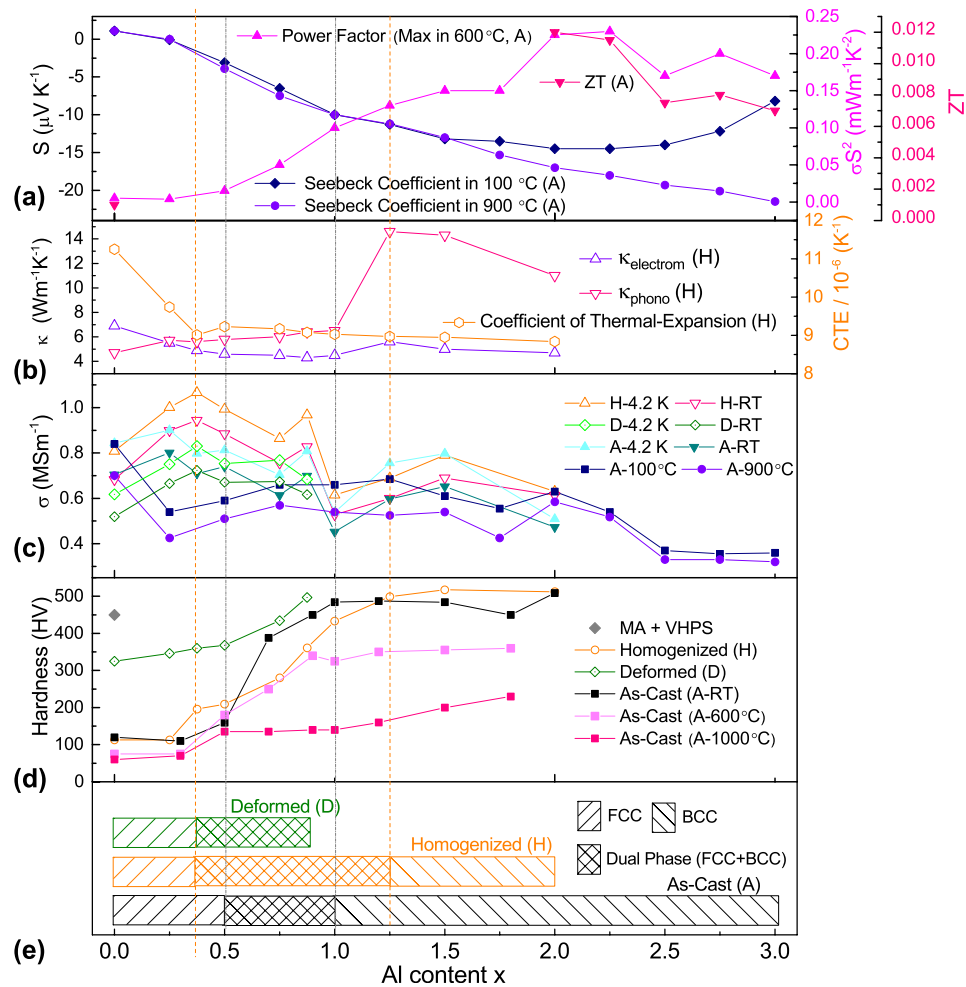 (a)
S (μV K⁻¹)
0
-5
-10
-15
-20
Power Factor (Max in 600°C, A)
ZT (A)
Seebeck Coefficient in 100 °C (A)
Seebeck Coefficient in 900 °C (A)
0.25
0.20
0.15
0.10
0.05
0.00
σS² (mWm⁻¹K⁻²)
0.012
0.010
0.008
0.006
0.004
0.002
0.000
ZT
(b)
κ (Wm⁻¹K⁻¹)
14
12
10
8
6
4
κelectrom (H)
κphono (H)
Coefficient of Thermal-Expansion (H)
12
11
10
9
8
CTE / 10⁻⁶ (K⁻¹)
(c)
σ (MSm⁻¹)
1.0
0.8
0.6
0.4
H-4.2 K H-RT
D-4.2 K D-RT
A-4.2 K A-RT
A-100°C A-900°C
(d)
Hardness (HV)
500
400
300
200
100
0
MA + VHPS
Homogenized (H)
Deformed (D)
As-Cast (A-RT)
As-Cast (A-600°C)
As-Cast (A-1000°C)
(e)
Deformed (D)
Homogenized (H)
As-Cast (A)
FCC BCC
Dual Phase (FCC+BCC)
0.0 0.5 1.0 1.5 2.0 2.5 3.0
Al content x